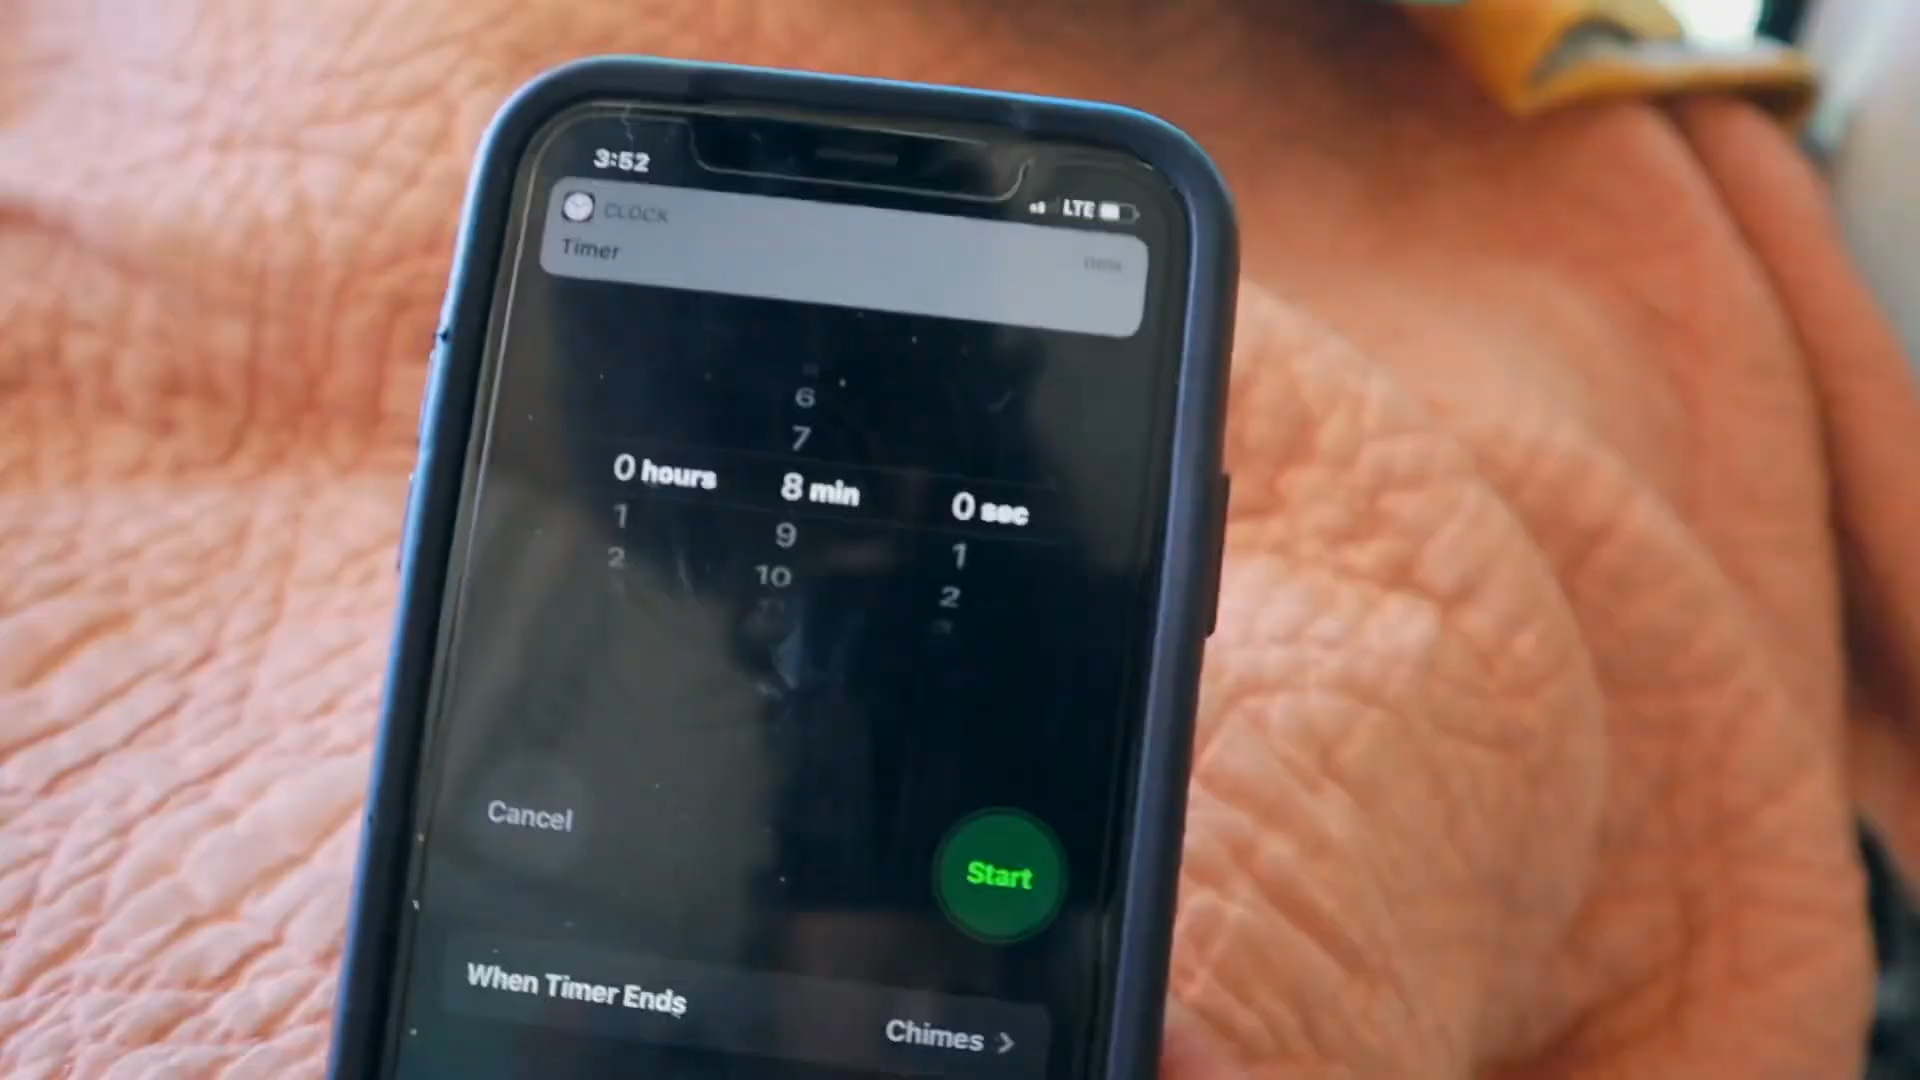 3:52
LTE
CLOCK
Timer
now
6
7
0 hours 8 min 0 sec
1 9 1
2 10 2
Cancel
Start
When Timer Ends
Chimes >